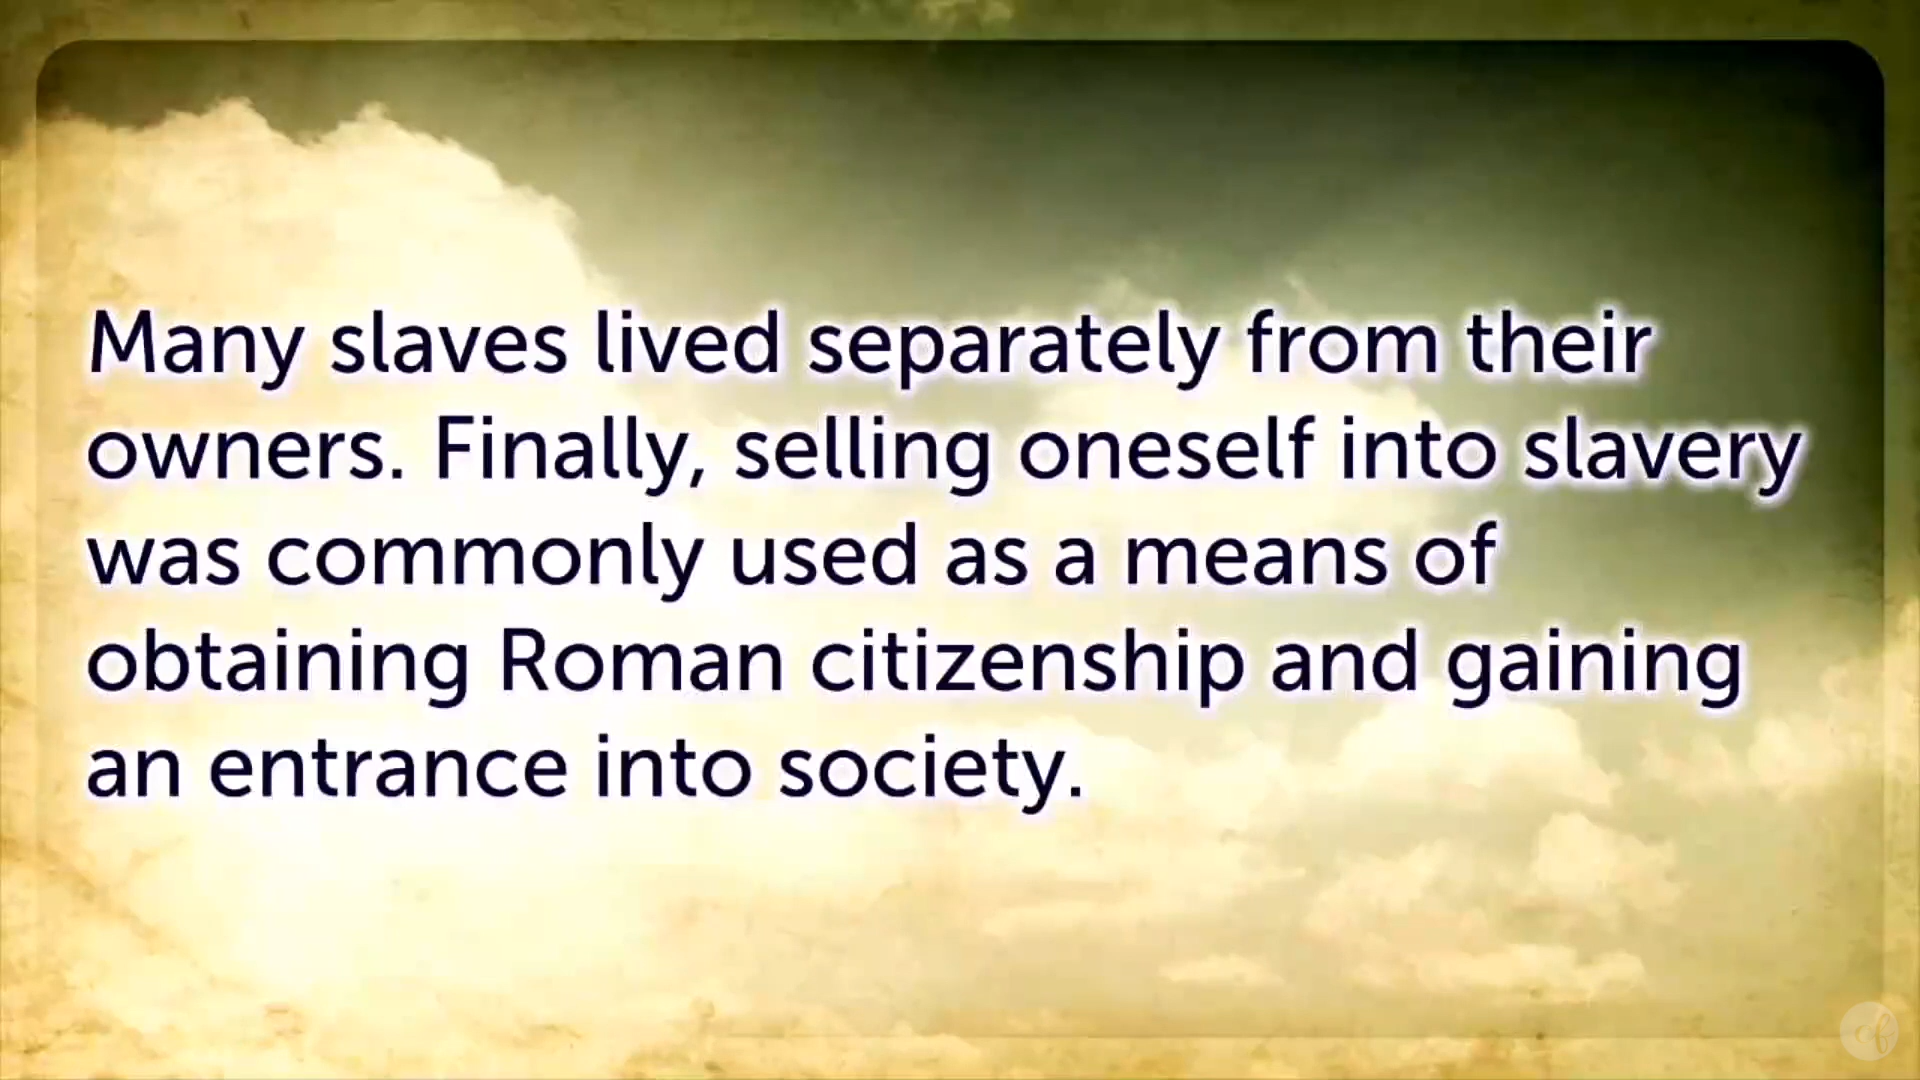 Many slaves lived separately from their
owners. Finally, selling oneself into slavery
was commonly used as a means of
obtaining Roman citizenship and gaining
an entrance into society.